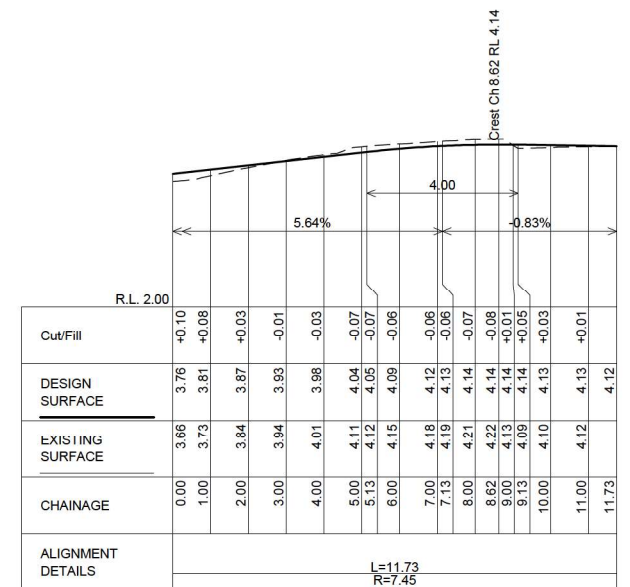 Crest Ch 8.62 RL 4.14
4.00
5.64%
-0.83%
R.L. 2.00
Cut/Fill
+0.10 +0.08 +0.03 -0.01 -0.03 -0.07 -0.07 -0.06 -0.06 -0.06 -0.07 -0.08 +0.01 +0.05 +0.03 +0.01
DESIGN
SURFACE
3.76 3.81 3.87 3.93 3.98 4.04 4.05 4.09 4.12 4.13 4.14 4.14 4.14 4.14 4.13 4.13 4.12
EXISTING
SURFACE
3.66 3.73 3.84 3.94 4.01 4.11 4.12 4.15 4.18 4.19 4.21 4.22 4.13 4.09 4.10 4.12
CHAINAGE
0.00 1.00 2.00 3.00 4.00 5.00 5.13 6.00 7.00 7.13 8.00 8.62 9.00 9.13 10.00 11.00 11.73
ALIGNMENT
DETAILS
L=11.73
R=7.45